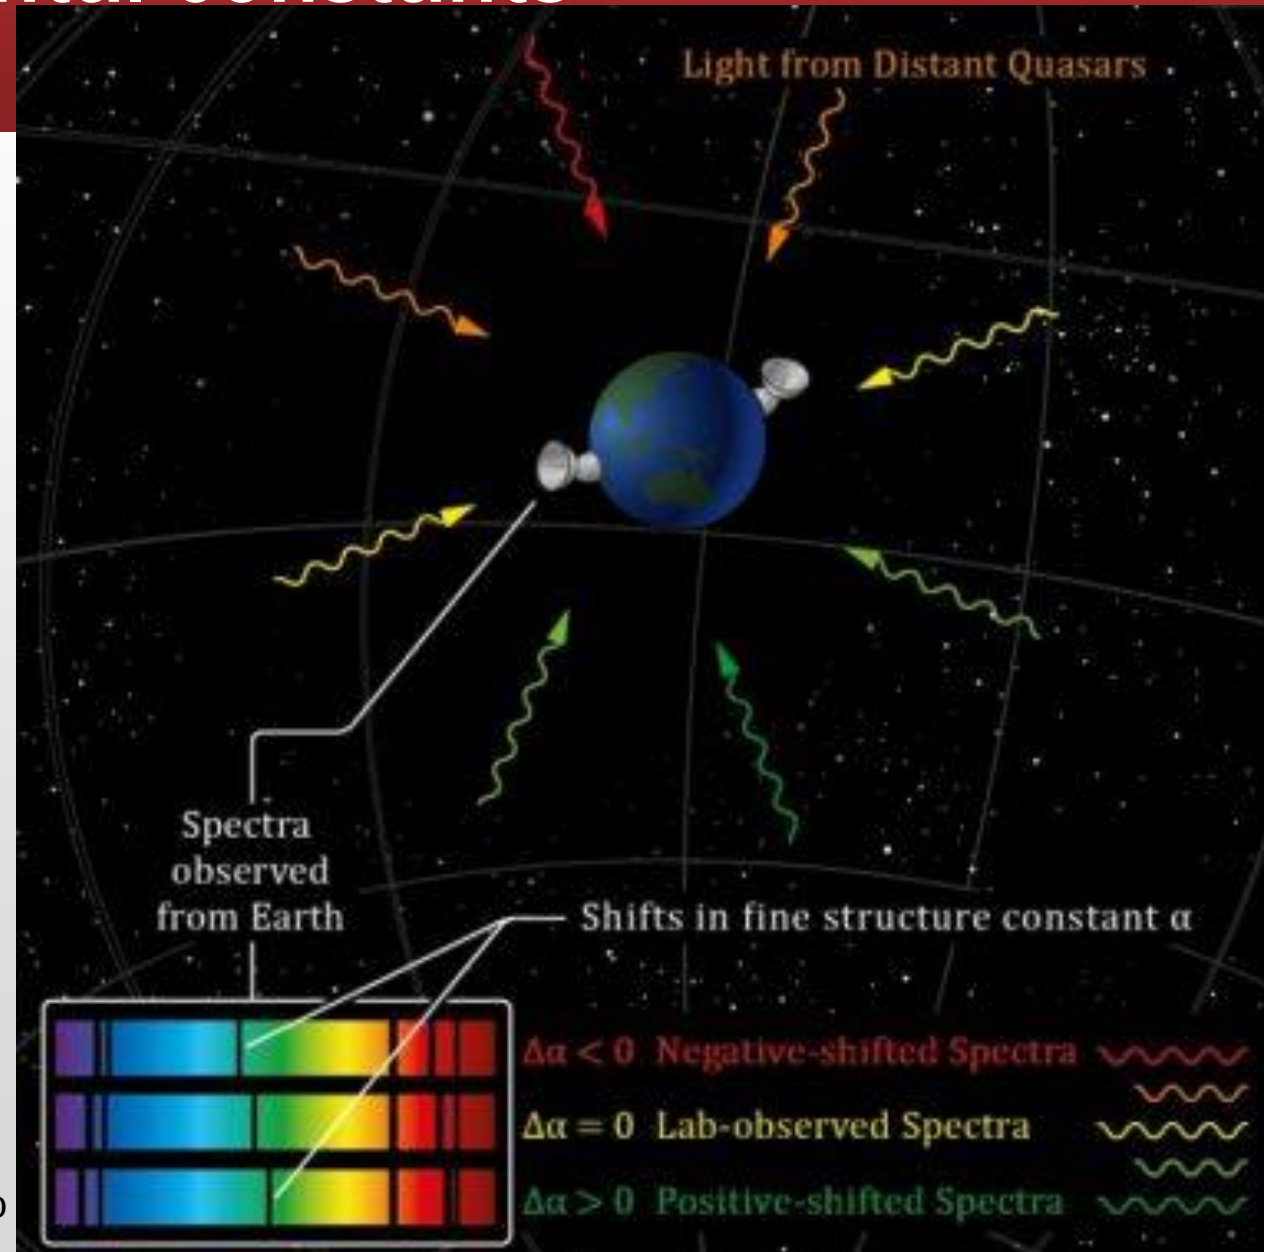 constants
Light from Distant Quasars
Spectra
observed
from Earth
Shifts in fine structure constant α
Δα < 0 Negative-shifted Spectra
Δα = 0 Lab-observed Spectra
Δα > 0 Positive-shifted Spectra